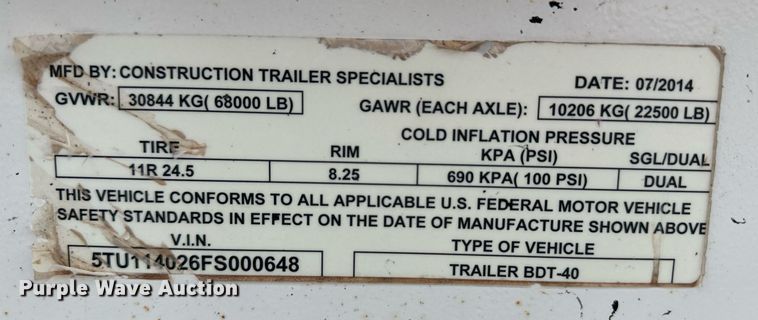 MFD BY: CONSTRUCTION TRAILER SPECIALISTS DATE: 07/2014
GVWR: 30844 KG( 68000 LB) GAWR (EACH AXLE): 10206 KG( 22500 LB)
COLD INFLATION PRESSURE
TIRE RIM KPA (PSI) SGL/DUAL
11R 24.5 8.25 690 KPA( 100 PSI) DUAL
THIS VEHICLE CONFORMS TO ALL APPLICABLE U.S. FEDERAL MOTOR VEHICLE
SAFETY STANDARDS IN EFFECT ON THE DATE OF MANUFACTURE SHOWN ABOVE
V.I.N. TYPE OF VEHICLE
5TU114026FS000648 TRAILER BDT-40
Purple Wave Auction